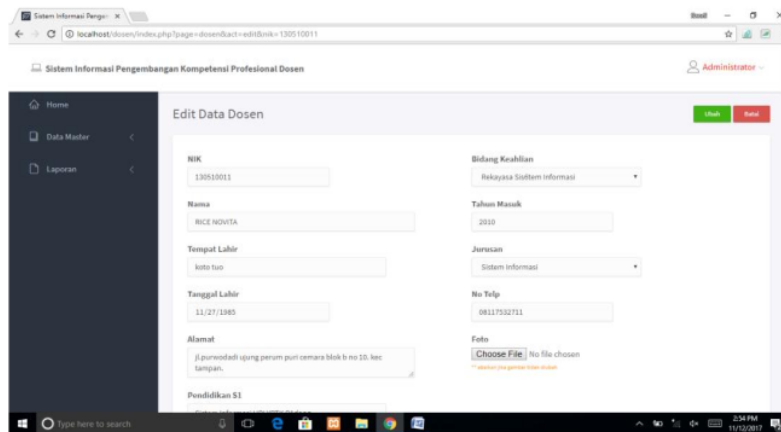 Sistem Informasi Penger
localhost/dosen/index.php?page=dosen&act=edit&nik=130510011
Sistem Informasi Pengembangan Kompetensi Profesional Dosen
Administrator
Home
Data Master
Laporan
Edit Data Dosen
Ubah
Batal
NIK
130510011
Nama
RICE NOVITA
Tempat Lahir
koto tuo
Tanggal Lahir
11/27/1985
Alamat
jl.purwodadi ujung perum puri cemara blok b no 10. kec
tampan.
Pendidikan S1
Bidang Keahlian
Rekayasa Sistitem Informasi
Tahun Masuk
2010
Jurusan
Sistem Informasi
No Telp
08117532711
Foto
Choose File No file chosen
Type here to search
2:54 PM
11/12/2017